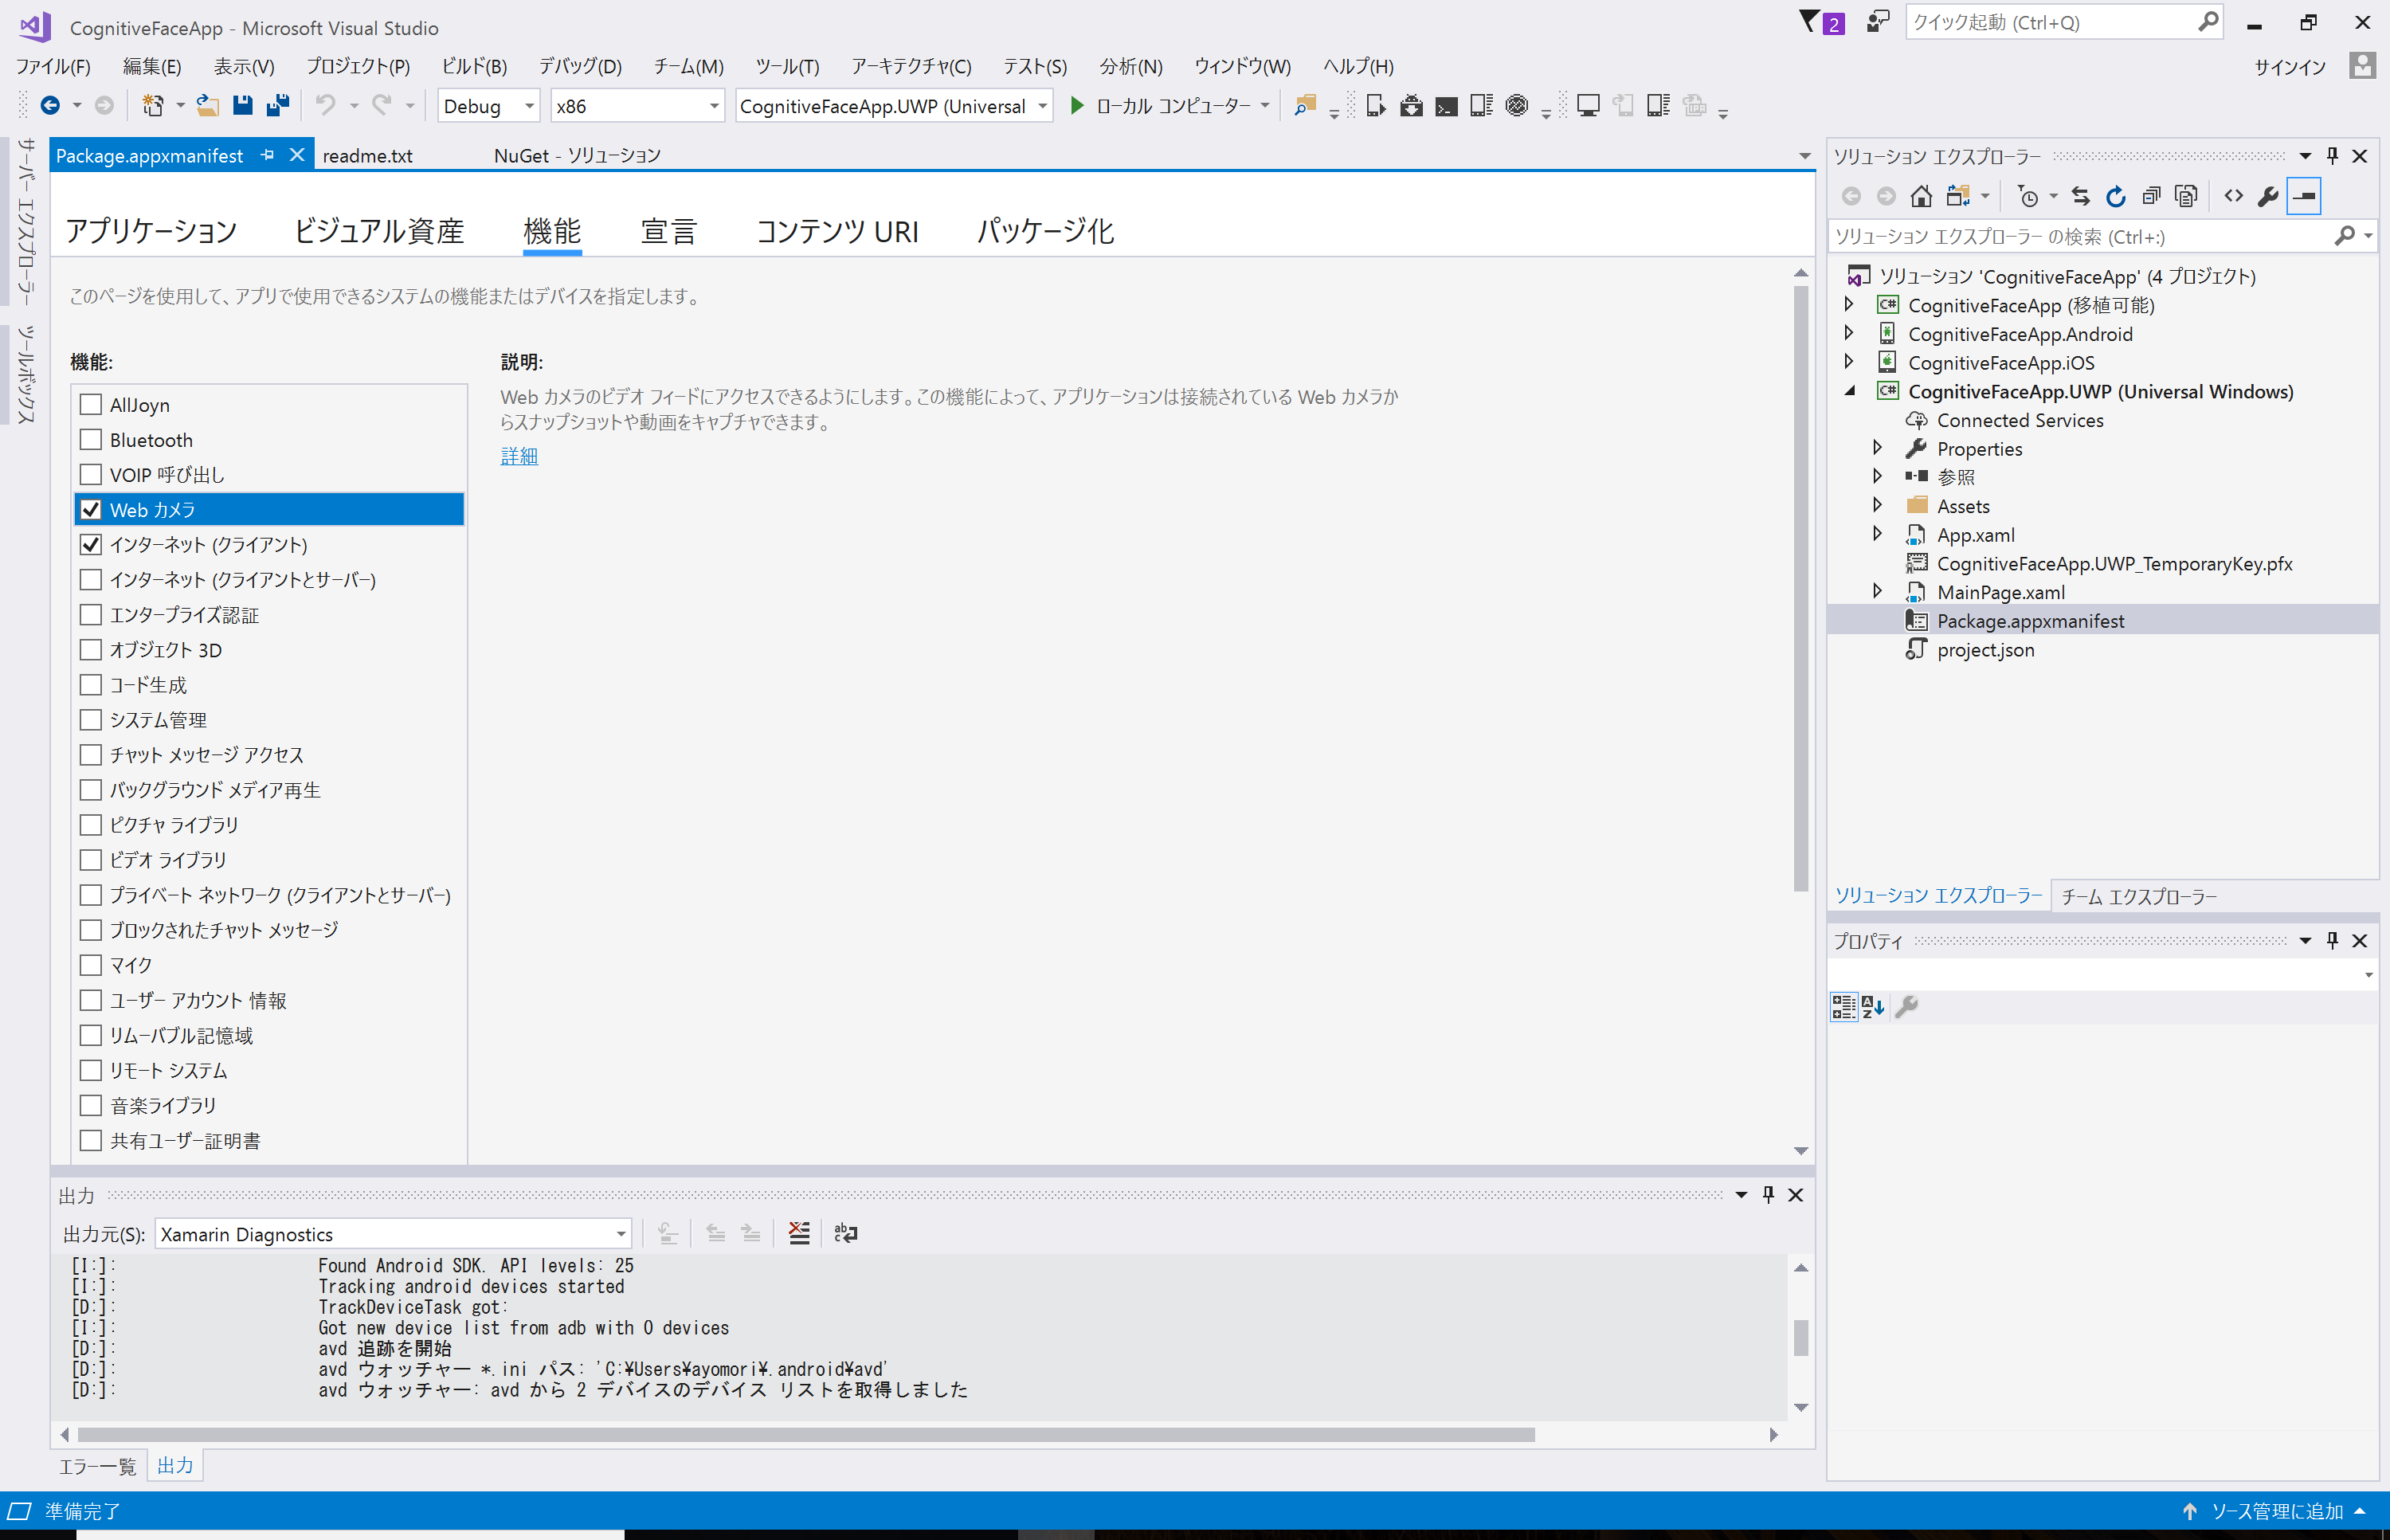 CognitiveFaceApp - Microsoft Visual Studio
2
クイック起動 (Ctrl+Q)
ファイル(F) 編集(E) 表示(V) プロジェクト(P) ビルド(B) デバッグ(D) チーム(M) ツール(T) アーキテクチャ(C) テスト(S) 分析(N) ウィンドウ(W) ヘルプ(H)
サインイン
Debug x86 CognitiveFaceApp.UWP (Universal ローカル コンピューター
サーバー エクスプローラー
ツールボックス
Package.appxmanifest readme.txt NuGet - ソリューション
アプリケーション ビジュアル資産 機能 宣言 コンテンツ URI パッケージ化
このページを使用して、アプリで使用できるシステムの機能またはデバイスを指定します。
機能:
AllJoyn
Bluetooth
VOIP 呼び出し
Web カメラ
インターネット (クライアント)
インターネット (クライアントとサーバー)
エンタープライズ認証
オブジェクト 3D
コード生成
システム管理
チャット メッセージ アクセス
バックグラウンド メディア再生
ピクチャ ライブラリ
ビデオ ライブラリ
プライベート ネットワーク (クライアントとサーバー)
ブロックされたチャット メッセージ
マイク
ユーザー アカウント 情報
リムーバブル記憶域
リモート システム
音楽ライブラリ
共有ユーザー証明書
説明:
Web カメラのビデオ フィードにアクセスできるようにします。この機能によって、アプリケーションは接続されている Web カメラか
らスナップショットや動画をキャプチャできます。
詳細
出力
出力元(S): Xamarin Diagnostics
[I:]: Found Android SDK. API levels: 25
[I:]: Tracking android devices started
[D:]: TrackDeviceTask got:
[I:]: Got new device list from adb with 0 devices
[D:]: avd 追跡を開始
[D:]: avd ウォッチャー *.ini パス: 'C:¥Users¥ayomori¥.android¥avd'
[D:]: avd ウォッチャー: avd から 2 デバイスのデバイス リストを取得しました
エラー一覧 出力
ソリューション エクスプローラー
ソリューション エクスプローラー の検索 (Ctrl+:)
ソリューション 'CognitiveFaceApp' (4 プロジェクト)
CognitiveFaceApp (移植可能)
CognitiveFaceApp.Android
CognitiveFaceApp.iOS
CognitiveFaceApp.UWP (Universal Windows)
Connected Services
Properties
参照
Assets
App.xaml
CognitiveFaceApp.UWP_TemporaryKey.pfx
MainPage.xaml
Package.appxmanifest
project.json
ソリューション エクスプローラー チーム エクスプローラー
プロパティ
準備完了
ソース管理に追加